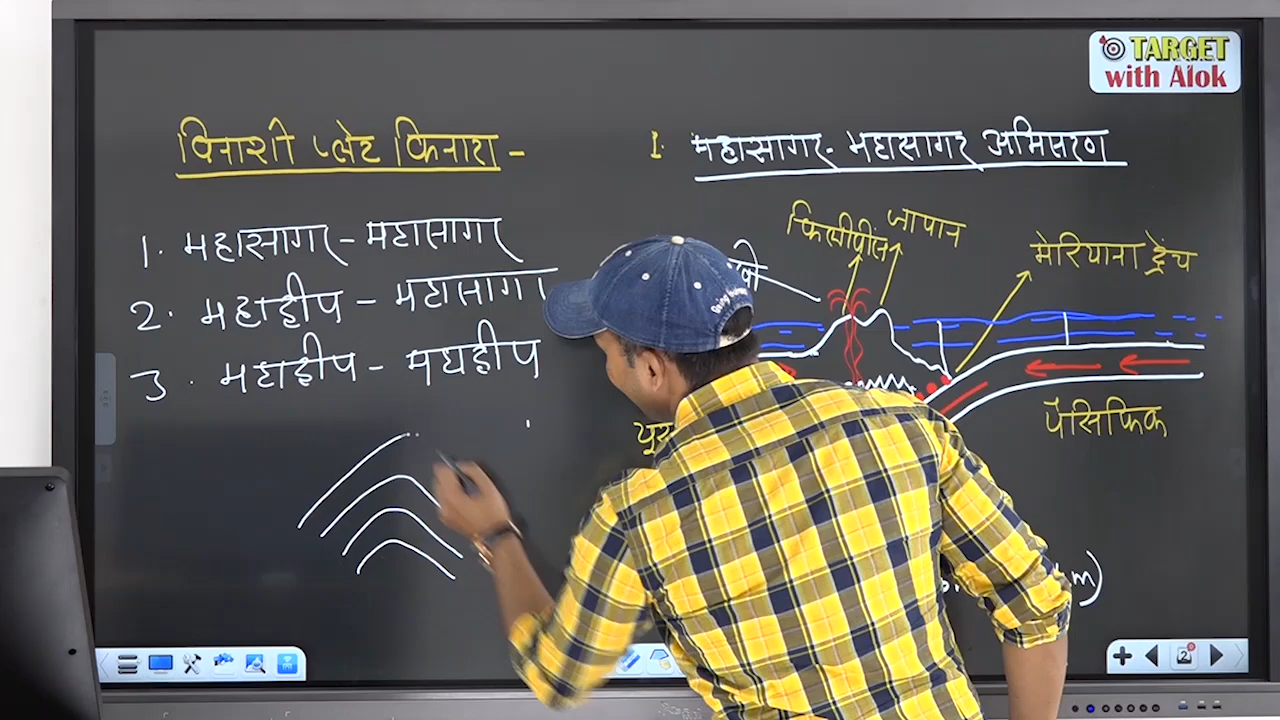 TARGET
with Alok
विनाशी प्लेट किनारा -
1. महासागर - महासागर
2. महाद्वीप - महासागर
3. महाद्वीप - महाद्वीप
I. महासागर - महासागर अभिसरण
फिलीपींस
जापान
मेरियाना ट्रेंच
पैसिफिक